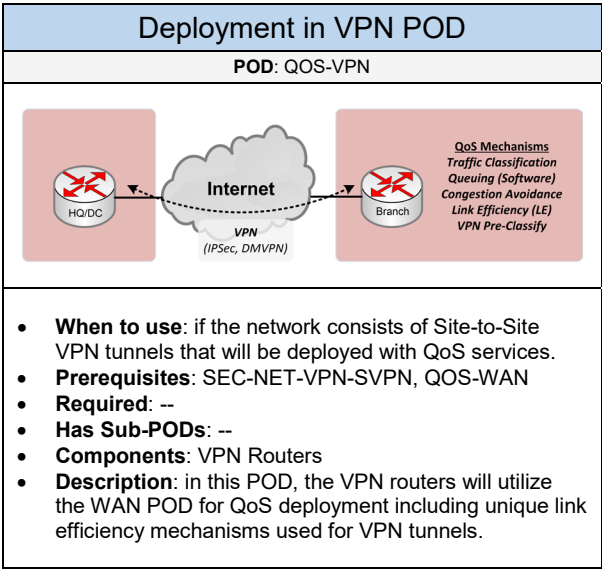 Deployment in VPN POD
POD: QOS-VPN
HQ/DC
Internet
VPN
(IPSec, DMVPN)
Branch
QoS Mechanisms
Traffic Classification
Queuing (Software)
Congestion Avoidance
Link Efficiency (LE)
VPN Pre-Classify
• When to use: if the network consists of Site-to-Site
VPN tunnels that will be deployed with QoS services.
• Prerequisites: SEC-NET-VPN-SVPN, QOS-WAN
• Required: --
• Has Sub-PODs: --
• Components: VPN Routers
• Description: in this POD, the VPN routers will utilize
the WAN POD for QoS deployment including unique link
efficiency mechanisms used for VPN tunnels.